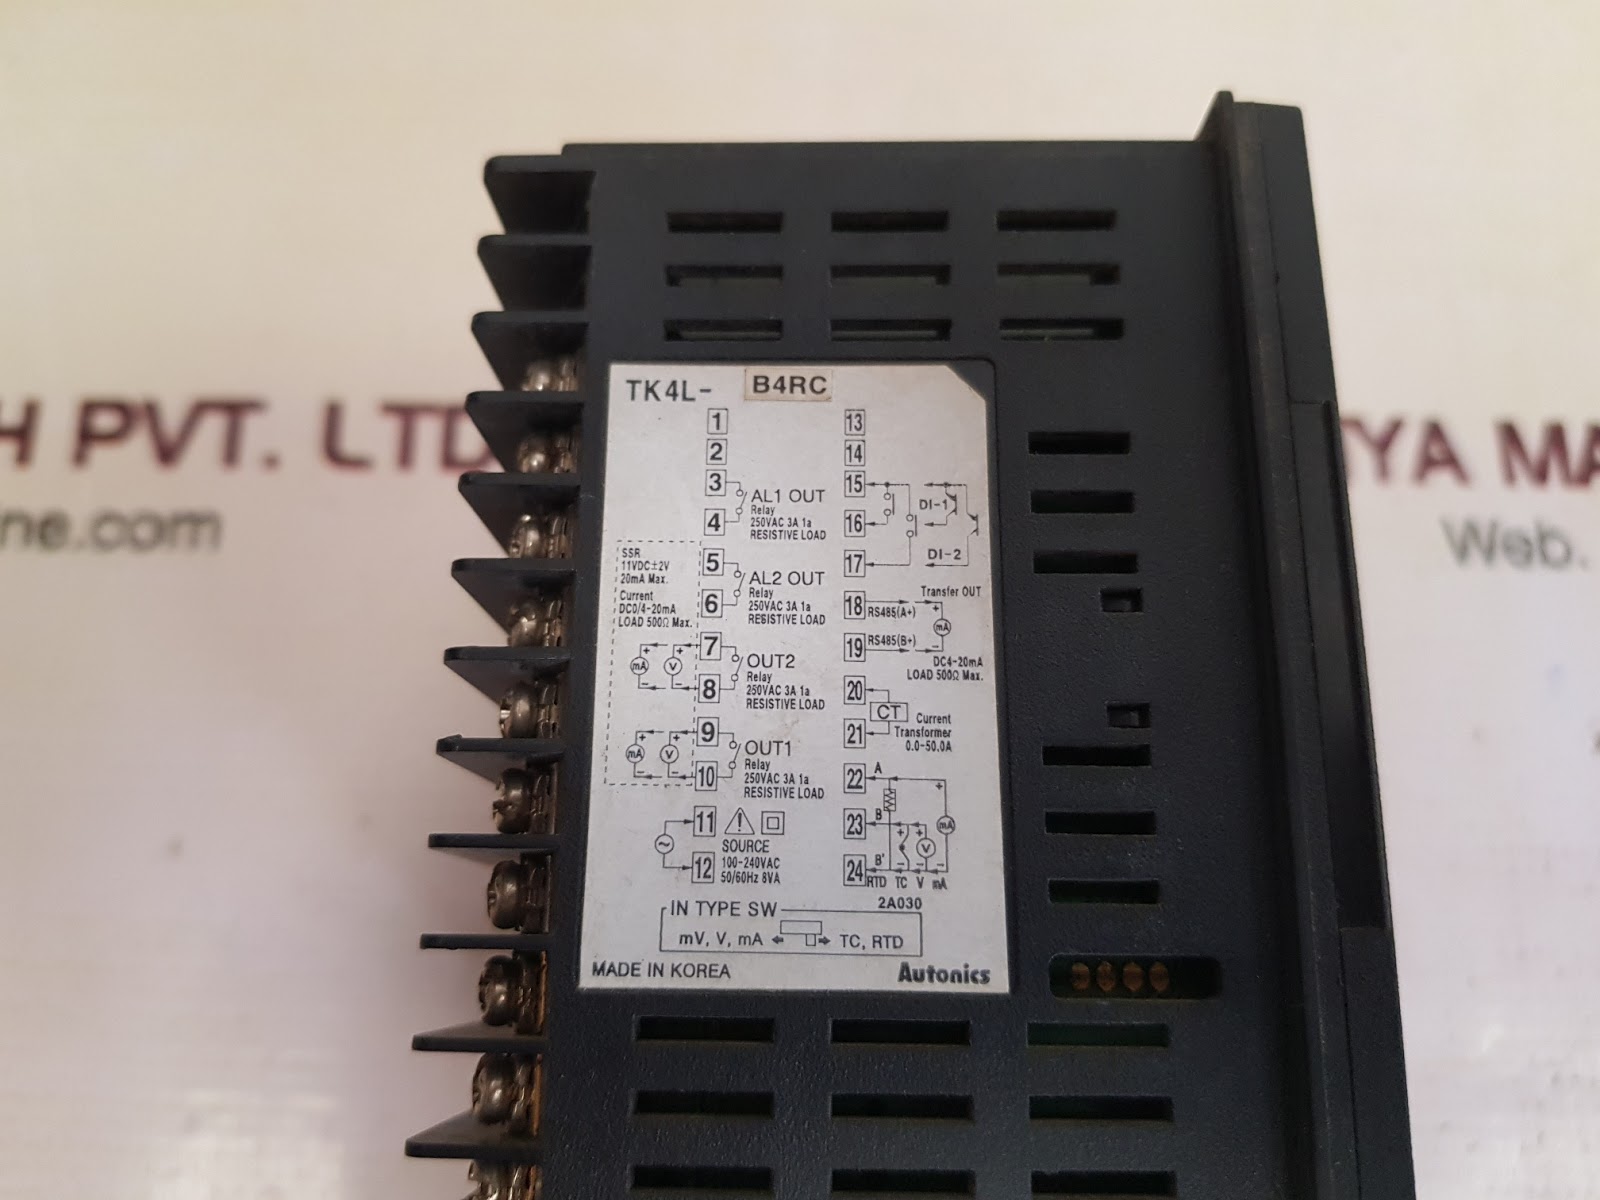 H PVT. LTD
YA MA
ine.com
Web.
TK4L- B4RC
1
2
3
4
AL1 OUT
Relay
250VAC 3A 1a
RESISTIVE LOAD
SSR
11VDC±2V
20mA Max.
Current
DC0/4-20mA
LOAD 500Ω Max.
5
6
AL2 OUT
Relay
250VAC 3A 1a
RESISTIVE LOAD
7
8
+ +
mA V
- -
OUT2
Relay
250VAC 3A 1a
RESISTIVE LOAD
9
10
+ +
mA V
- -
OUT1
Relay
250VAC 3A 1a
RESISTIVE LOAD
11
12
~
SOURCE
100-240VAC
50/60Hz 8VA
13
14
15
16
17
DI-1
DI-2
Transfer OUT
18 RS485(A+)
19 RS485(B+)
+
mA
-
DC4-20mA
LOAD 500Ω Max.
20
21
CT
Current
Transformer
0.0-50.0A
22 A
23 B
24 B'
+ + +
V mA
- - -
RTD TC V mA
2A030
IN TYPE SW
mV, V, mA TC, RTD
MADE IN KOREA
Autonics